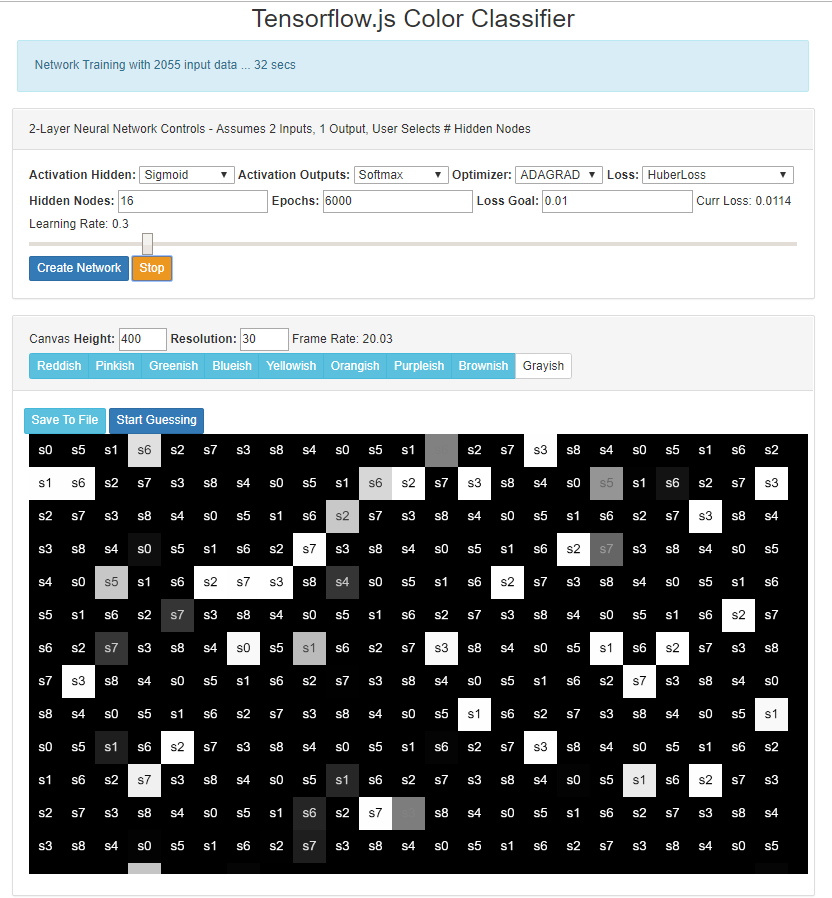 Tensorflow.js Color Classifier
Network Training with 2055 input data ... 32 secs
2-Layer Neural Network Controls - Assumes 2 Inputs, 1 Output, User Selects # Hidden Nodes
Activation Hidden: Sigmoid Activation Outputs: Softmax Optimizer: ADAGRAD Loss: HuberLoss
Hidden Nodes: 16 Epochs: 6000 Loss Goal: 0.01 Curr Loss: 0.0114
Learning Rate: 0.3
Create Network Stop
Canvas Height: 400 Resolution: 30 Frame Rate: 20.03
Reddish Pinkish Greenish Blueish Yellowish Orangish Purpleish Brownish Grayish
Save To File Start Guessing
s0 s5 s1 s6 s2 s7 s3 s8 s4 s0 s5 s1 s2 s7 s3 s8 s4 s0 s5 s1 s6 s2
s1 s6 s2 s7 s3 s8 s4 s0 s5 s1 s6 s2 s7 s3 s8 s4 s0 s5 s1 s6 s2 s7 s3
s2 s7 s3 s8 s4 s0 s5 s1 s6 s2 s7 s3 s8 s4 s0 s5 s1 s6 s2 s7 s3 s8 s4
s3 s8 s4 s0 s5 s1 s6 s2 s7 s3 s8 s4 s0 s5 s1 s6 s2 s7 s3 s8 s4 s0 s5
s4 s0 s5 s1 s6 s2 s7 s3 s8 s4 s0 s5 s1 s6 s2 s7 s3 s8 s4 s0 s5 s1 s6
s5 s1 s6 s2 s7 s3 s8 s4 s0 s5 s1 s6 s2 s7 s3 s8 s4 s0 s5 s1 s6 s2 s7
s6 s2 s7 s3 s8 s4 s0 s5 s1 s6 s2 s7 s3 s8 s4 s0 s5 s1 s6 s2 s7 s3 s8
s7 s3 s8 s4 s0 s5 s1 s6 s2 s7 s3 s8 s4 s0 s5 s1 s6 s2 s7 s3 s8 s4 s0
s8 s4 s0 s5 s1 s6 s2 s7 s3 s8 s4 s0 s5 s1 s6 s2 s7 s3 s8 s4 s0 s5 s1
s0 s5 s1 s6 s2 s7 s3 s8 s4 s0 s5 s1 s6 s2 s7 s3 s8 s4 s0 s5 s1 s6 s2
s1 s6 s2 s7 s3 s8 s4 s0 s5 s1 s6 s2 s7 s3 s8 s4 s0 s5 s1 s6 s2 s7 s3
s2 s7 s3 s8 s4 s0 s5 s1 s6 s2 s7 s8 s4 s0 s5 s1 s6 s2 s7 s3 s8 s4
s3 s8 s4 s0 s5 s1 s6 s2 s7 s3 s8 s4 s0 s5 s1 s6 s2 s7 s3 s8 s4 s0 s5